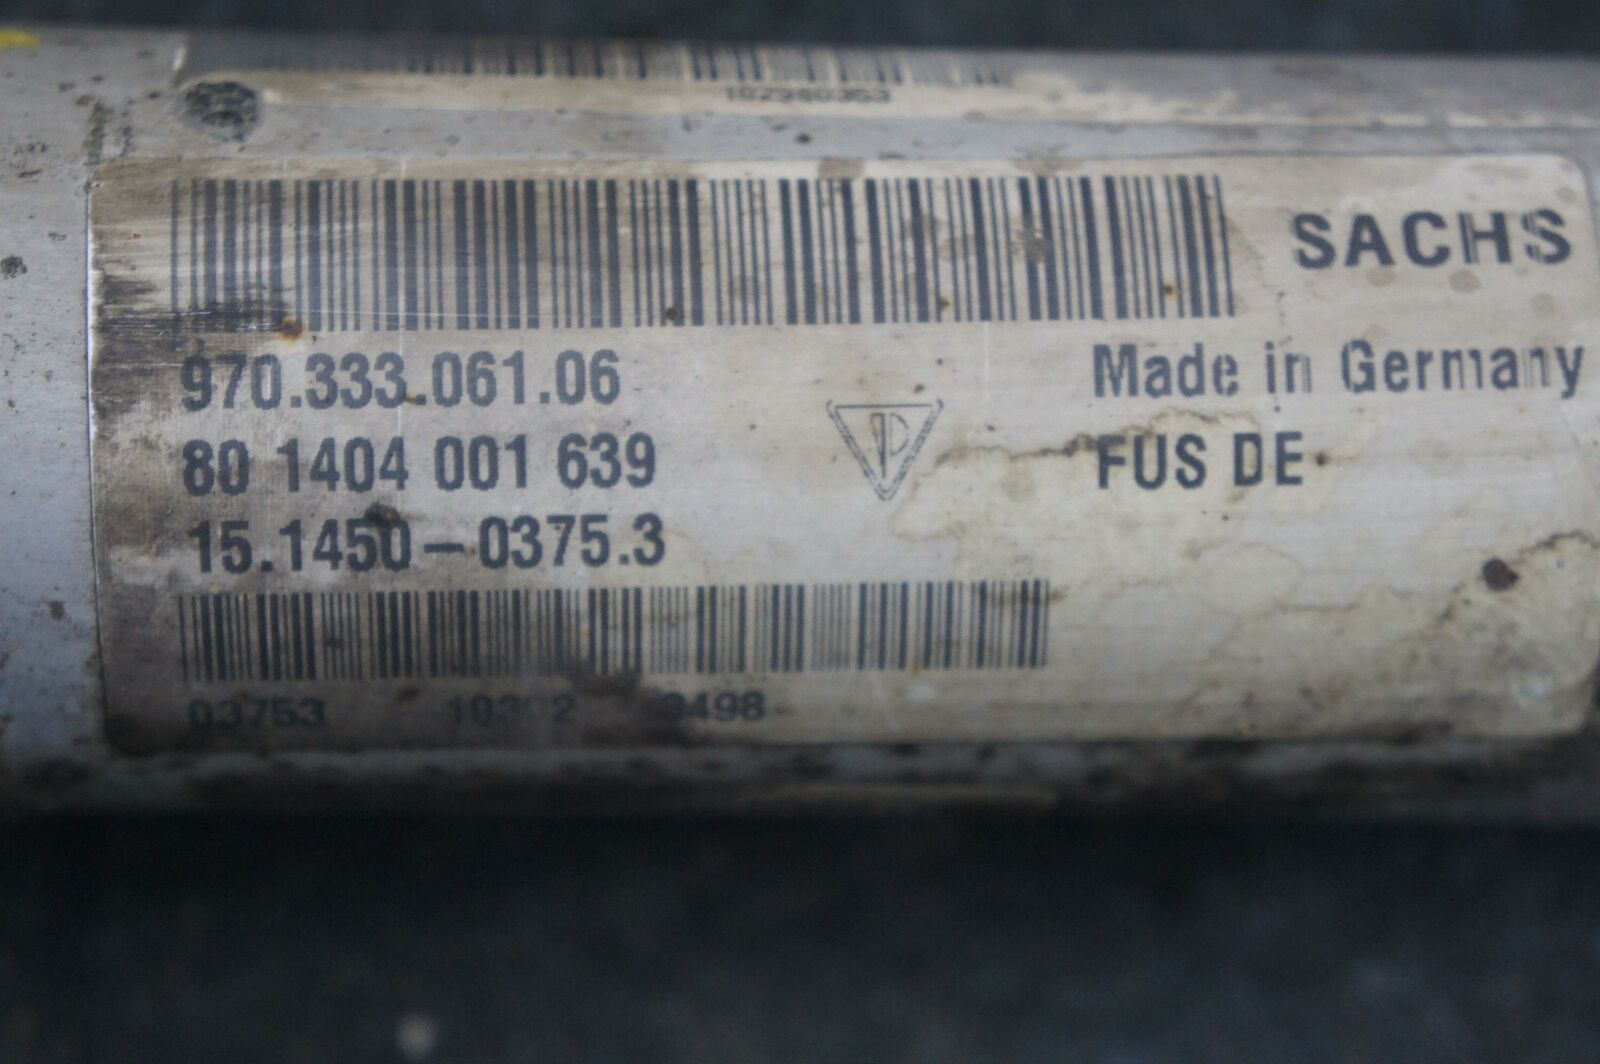 SACHS
970.333.061.06
Made in Germany
80 1404 001 639
FUS DE
15.1450-0375.3
03753